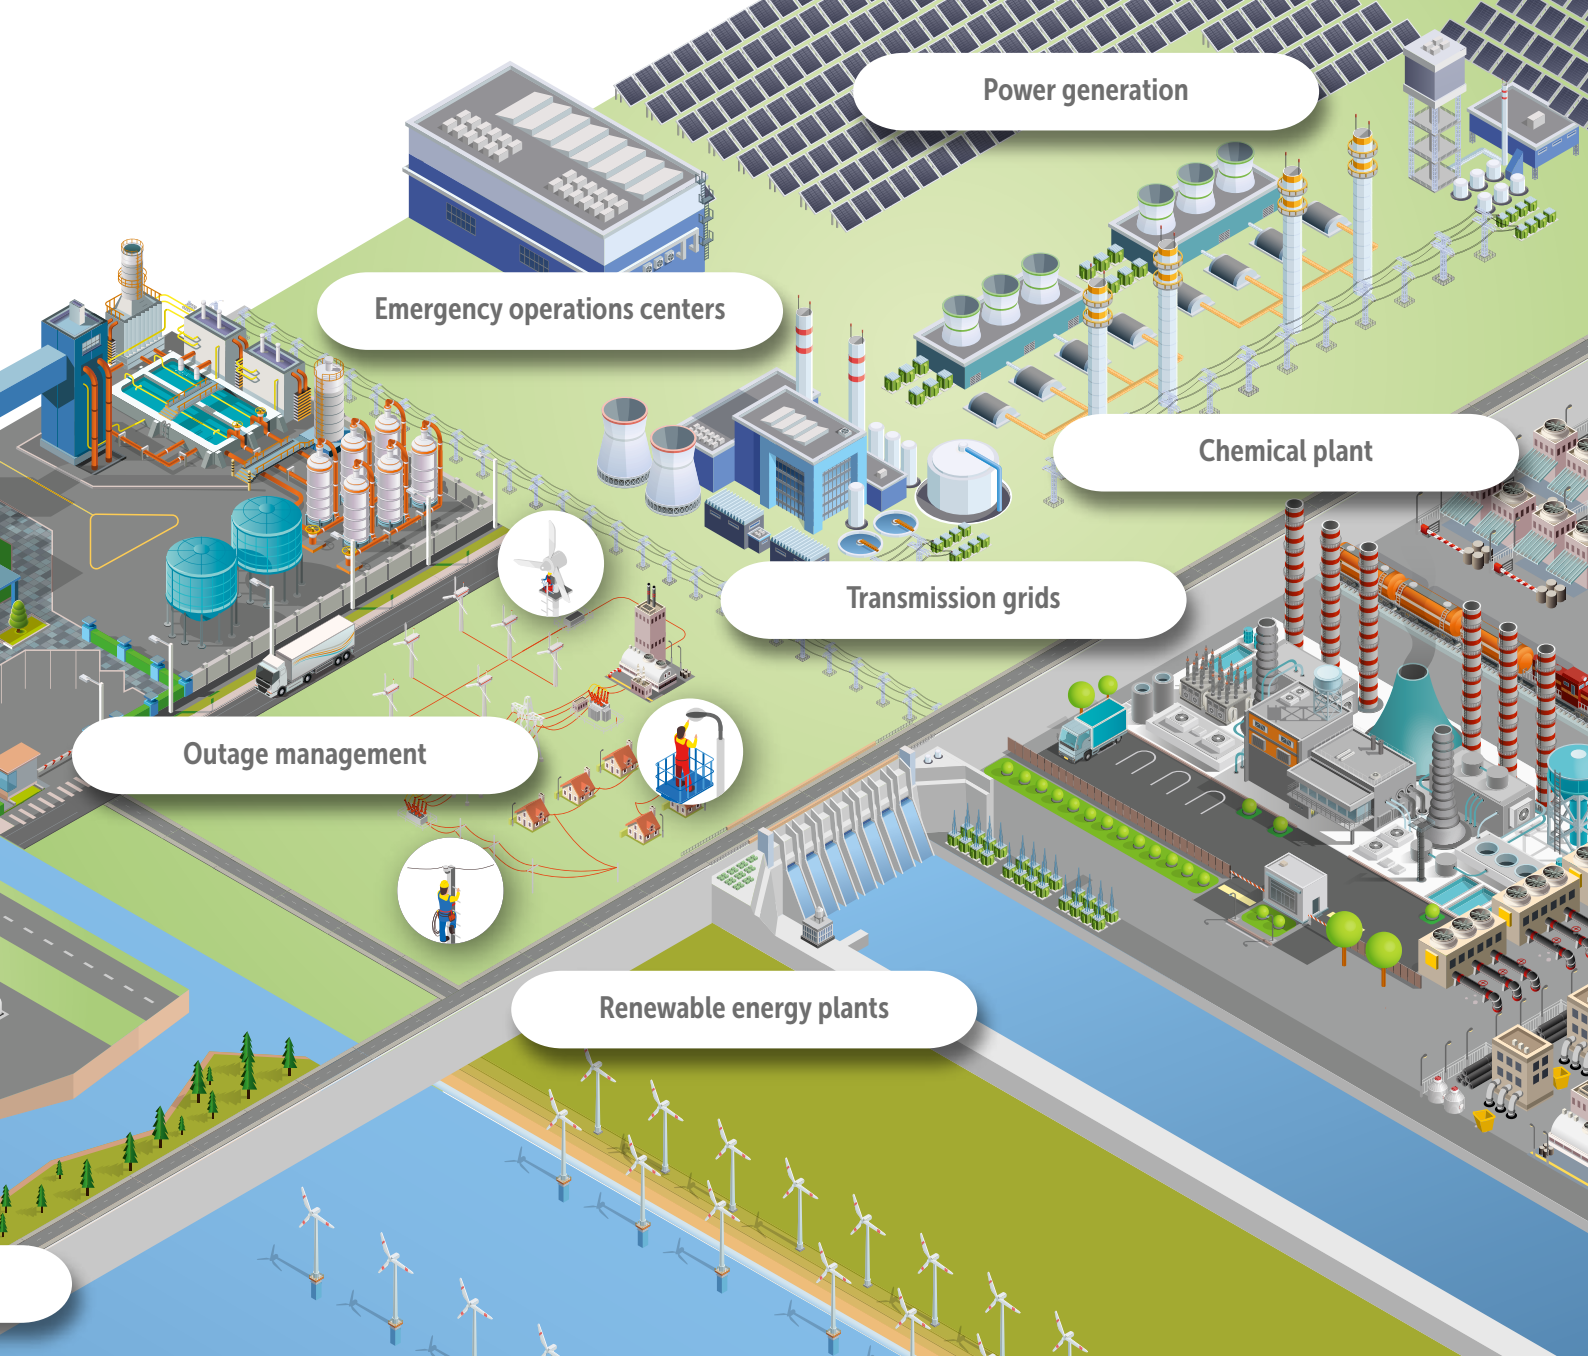 Power generation
Emergency operations centers
Chemical plant
Transmission grids
Outage management
Renewable energy plants